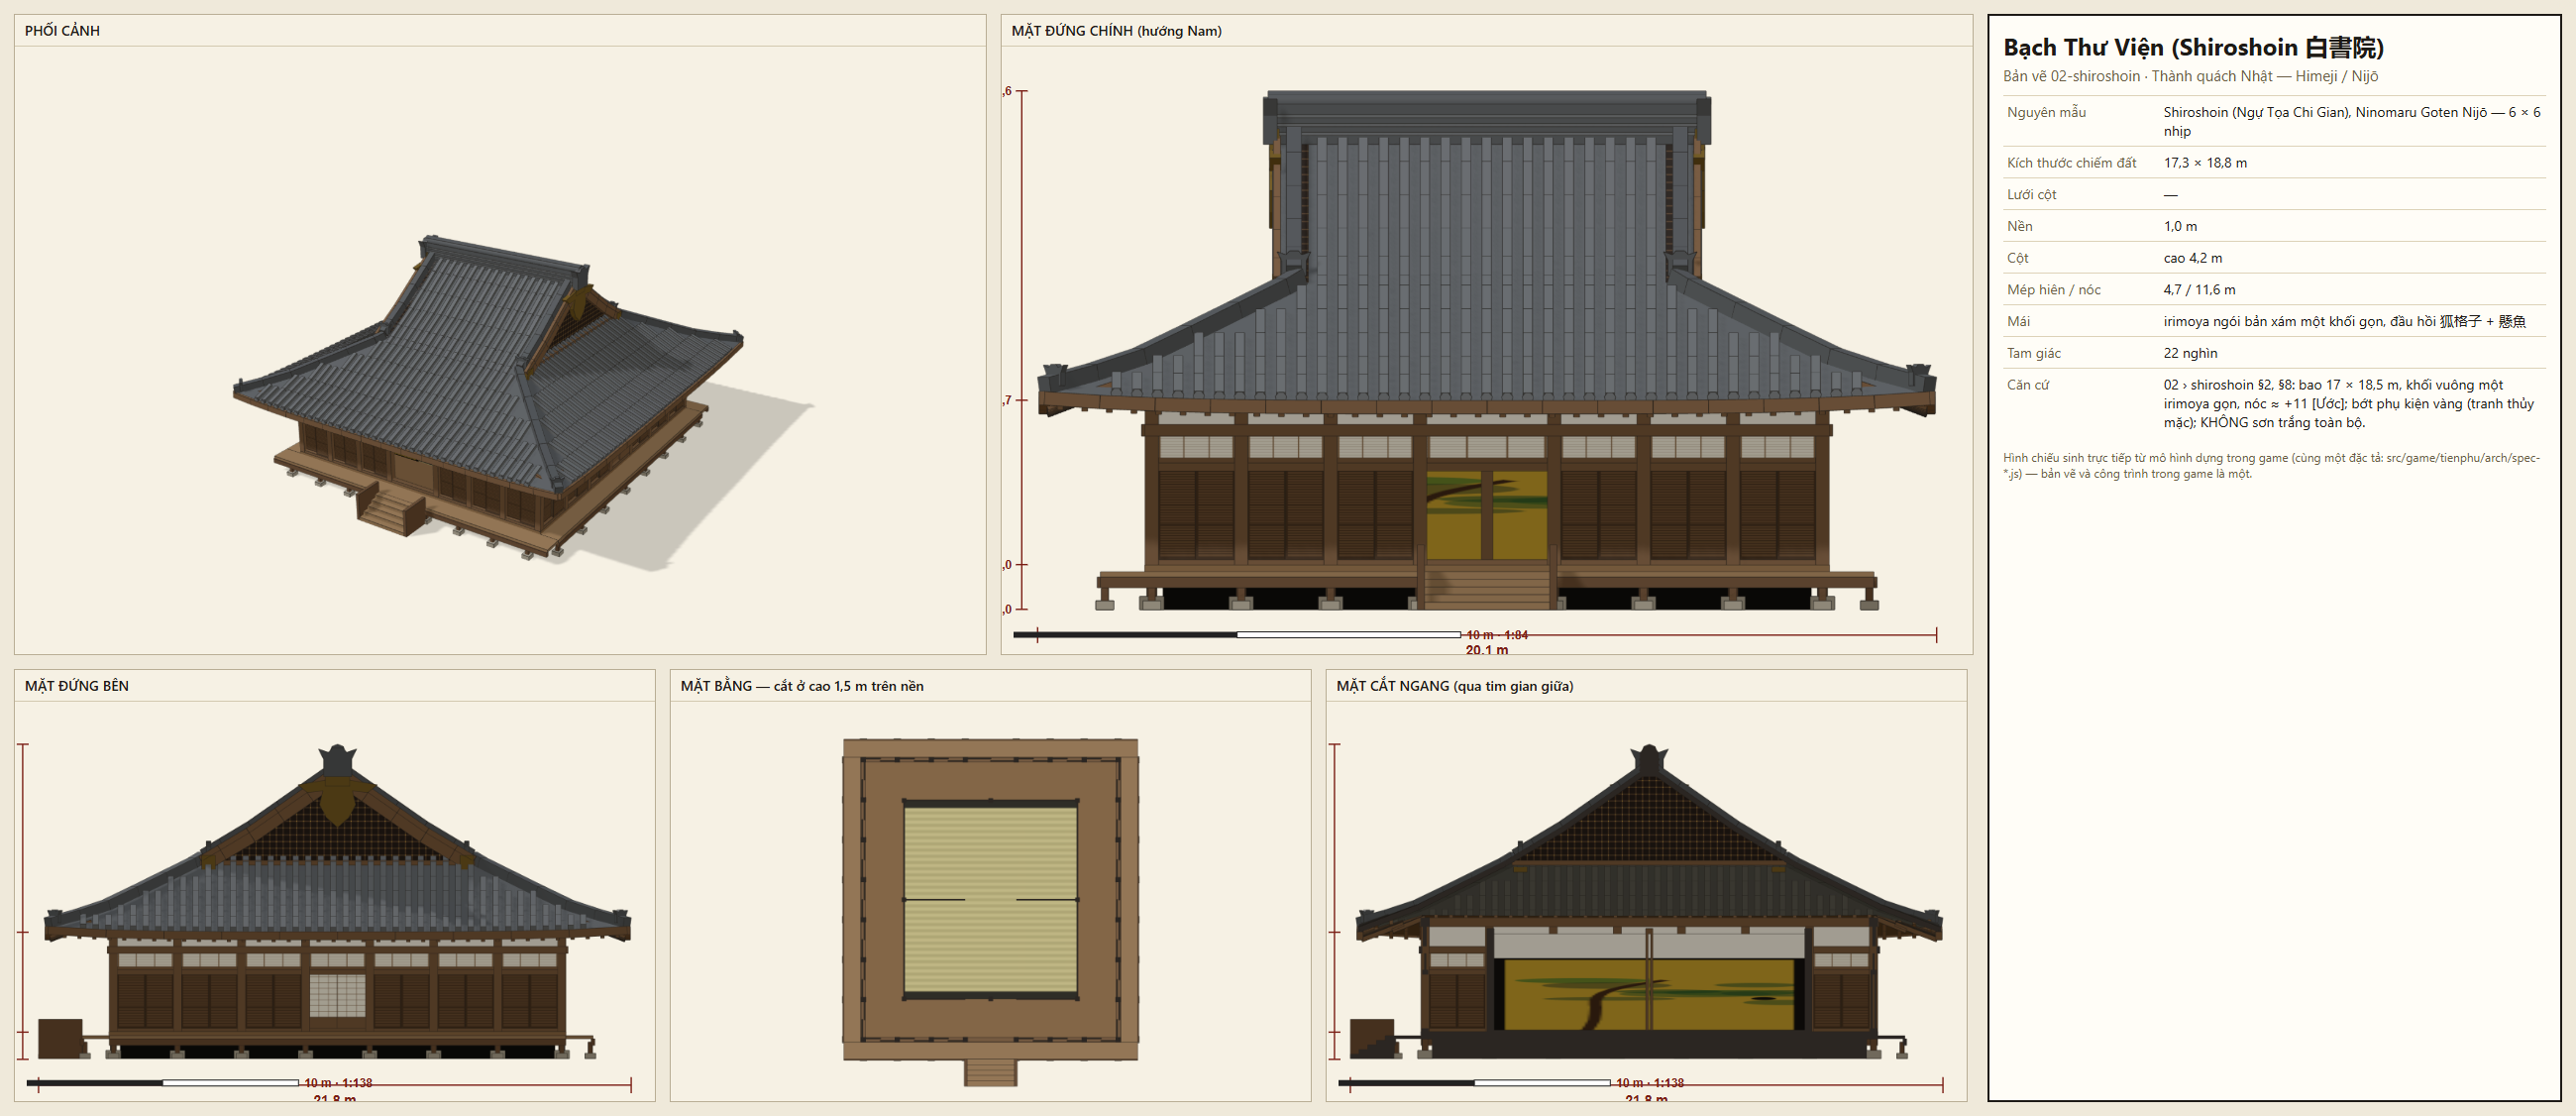 PHỐI CẢNH
MẶT ĐỨNG CHÍNH (hướng Nam)
,6
,7
,0
,0
10 m · 1:84
20,1 m
MẶT ĐỨNG BÊN
10 m · 1:138
21,8 m
MẶT BẰNG — cắt ở cao 1,5 m trên nền
MẶT CẮT NGANG (qua tim gian giữa)
10 m · 1:138
21,8 m
Bạch Thư Viện (Shiroshoin 白書院)
Bản vẽ 02-shiroshoin · Thành quách Nhật — Himeji / Nijō
Nguyên mẫu Shiroshoin (Ngự Tọa Chi Gian), Ninomaru Goten Nijō — 6 × 6
nhịp
Kích thước chiếm đất 17,3 × 18,8 m
Lưới cột —
Nền 1,0 m
Cột cao 4,2 m
Mép hiên / nóc 4,7 / 11,6 m
Mái irimoya ngói bản xám một khối gọn, đầu hồi 狐格子 + 懸魚
Tam giác 22 nghìn
Căn cứ 02 › shiroshoin §2, §8: bao 17 × 18,5 m, khối vuông một
irimoya gọn, nóc ≈ +11 [Ước]; bớt phụ kiện vàng (tranh thủy
mặc); KHÔNG sơn trắng toàn bộ.
Hình chiếu sinh trực tiếp từ mô hình dựng trong game (cùng một đặc tả: src/game/tienphu/arch/spec-
*.js) — bản vẽ và công trình trong game là một.